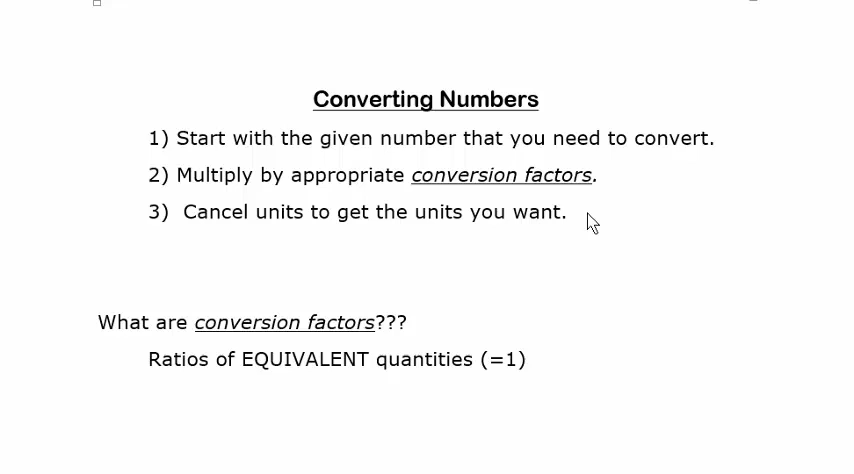 Converting Numbers
1) Start with the given number that you need to convert.
2) Multiply by appropriate conversion factors.
3) Cancel units to get the units you want.
What are conversion factors???
Ratios of EQUIVALENT quantities (=1)